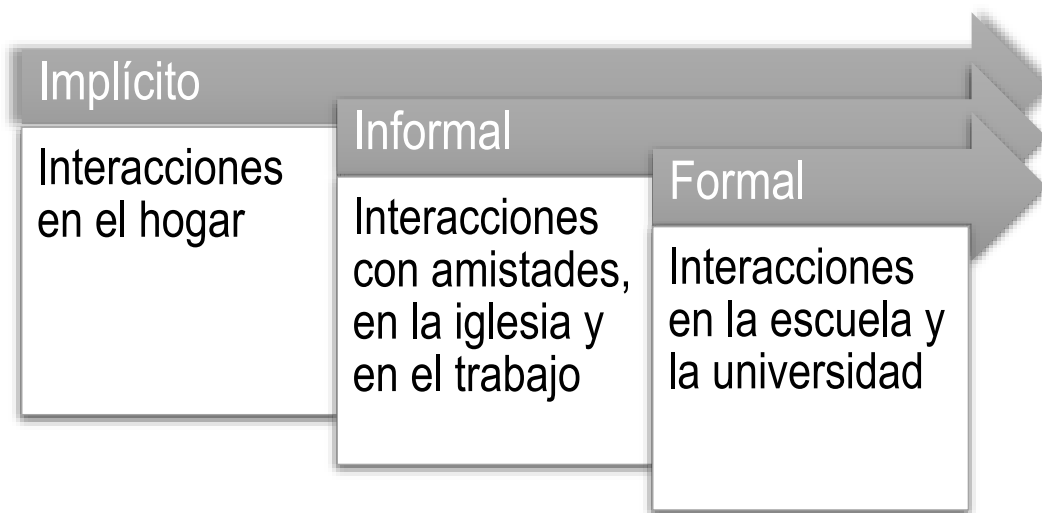 Implícito
Interacciones
en el hogar
Informal
Interacciones
con amistades,
en la iglesia y
en el trabajo
Formal
Interacciones
en la escuela y
la universidad